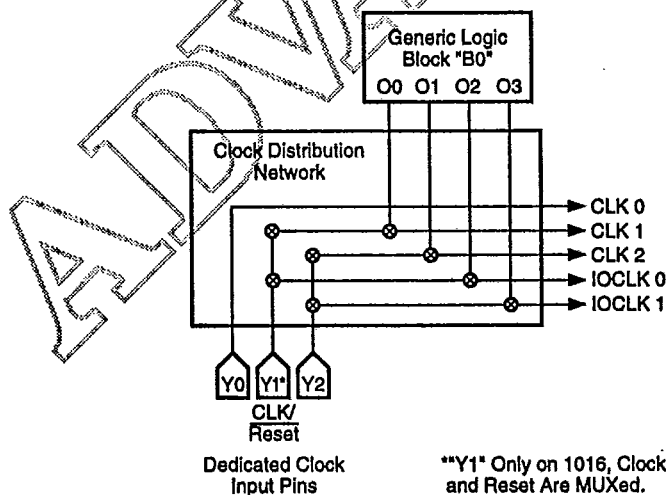 ADVA
Generic Logic
Block "B0"
O0 O1 O2 O3
Clock Distribution
Network
CLK 0
CLK 1
CLK 2
IOCLK 0
IOCLK 1
Y0 Y1* Y2
CLK/
Reset
Dedicated Clock
Input Pins
*"Y1" Only on 1016, Clock
and Reset Are MUXed.